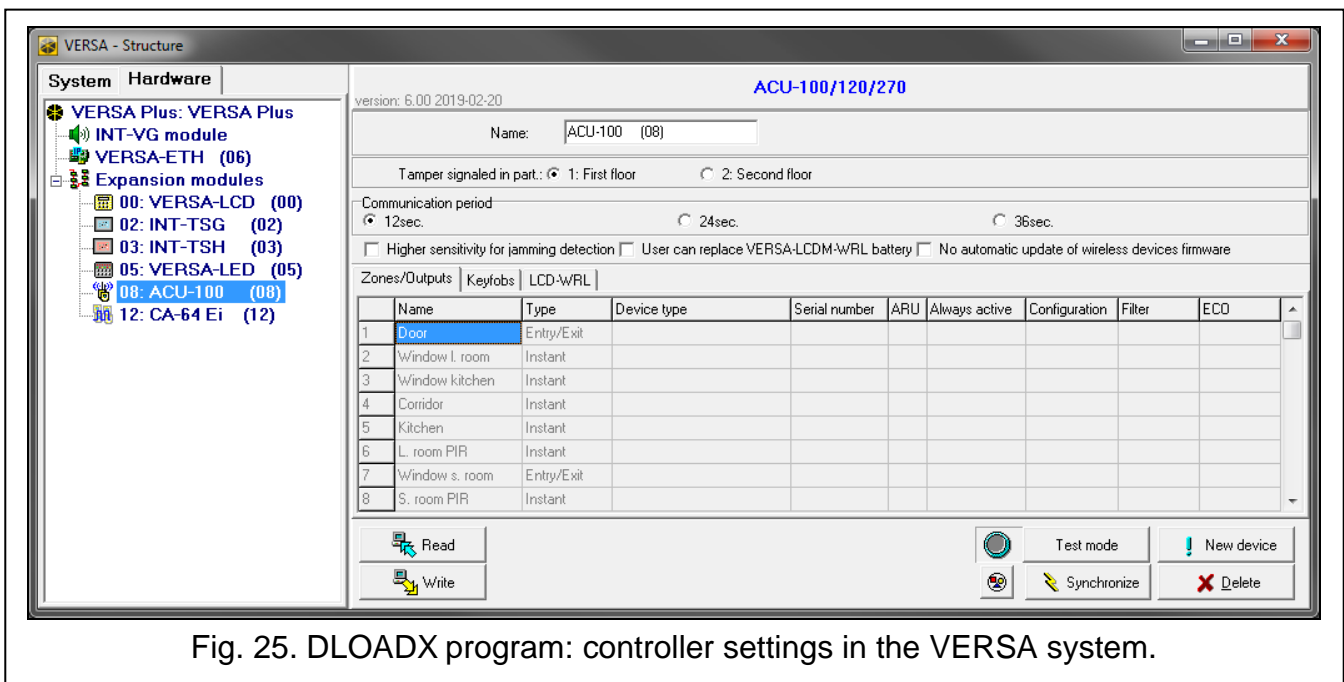 VERSA - Structure
System Hardware
VERSA Plus: VERSA Plus
INT-VG module
VERSA-ETH (06)
Expansion modules
00: VERSA-LCD (00)
02: INT-TSG (02)
03: INT-TSH (03)
05: VERSA-LED (05)
08: ACU-100 (08)
12: CA-64 Ei (12)
version: 6.00 2019-02-20
ACU-100/120/270
Name: ACU-100 (08)
Tamper signaled in part.: 1: First floor 2: Second floor
Communication period
12sec. 24sec. 36sec.
Higher sensitivity for jamming detection User can replace VERSA-LCDM-WRL battery No automatic update of wireless devices firmware
Zones/Outputs Keyfobs LCD-WRL
Name Type Device type Serial number ARU Always active Configuration Filter ECO
1 Door Entry/Exit
2 Window l. room Instant
3 Window kitchen Instant
4 Corridor Instant
5 Kitchen Instant
6 L. room PIR Instant
7 Window s. room Entry/Exit
8 S. room PIR Instant
Read Test mode New device
Write Synchronize Delete
Fig. 25. DLOADX program: controller settings in the VERSA system.